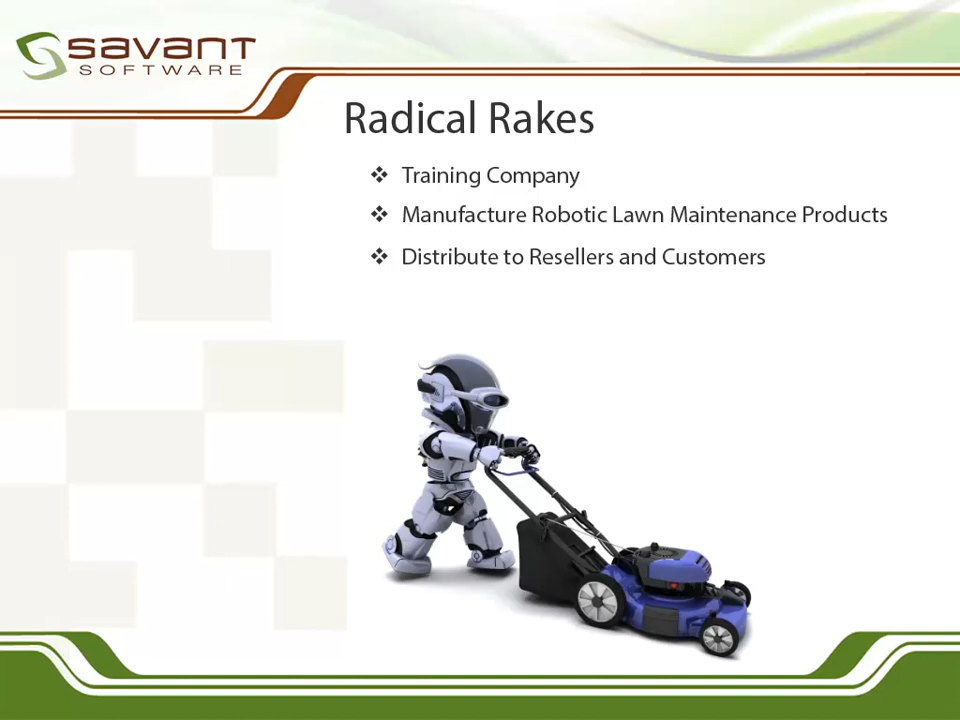 savant
SOFTWARE
Radical Rakes
❖ Training Company
❖ Manufacture Robotic Lawn Maintenance Products
❖ Distribute to Resellers and Customers